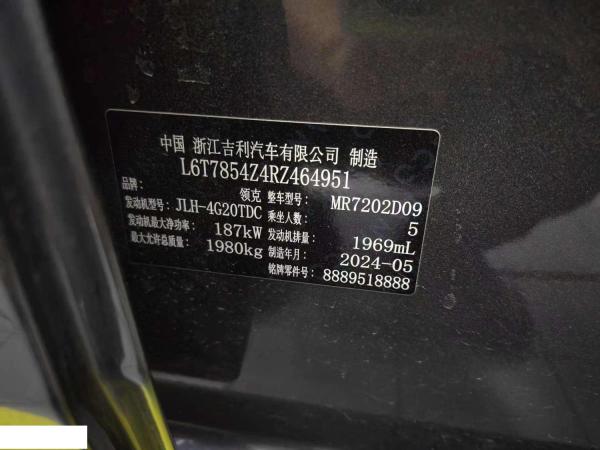 中国 浙江吉利汽车有限公司 制造
L6T7854Z4RZ464951
品牌: 领克 整车型号: MR7202D09
发动机型号: JLH-4G20TDC 乘坐人数: 5
发动机最大净功率: 187kW 发动机排量: 1969mL
最大允许总质量: 1980kg 制造年月: 2024-05
铭牌零件号: 8889518888